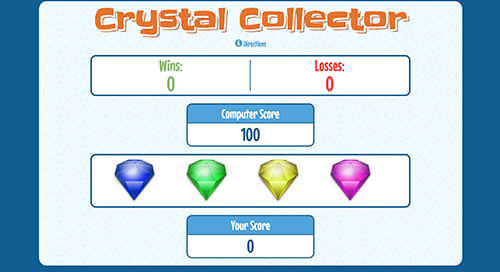 Crystal Collector
Directions
Wins: Losses:
0 0
Computer Score
100
Your Score
0